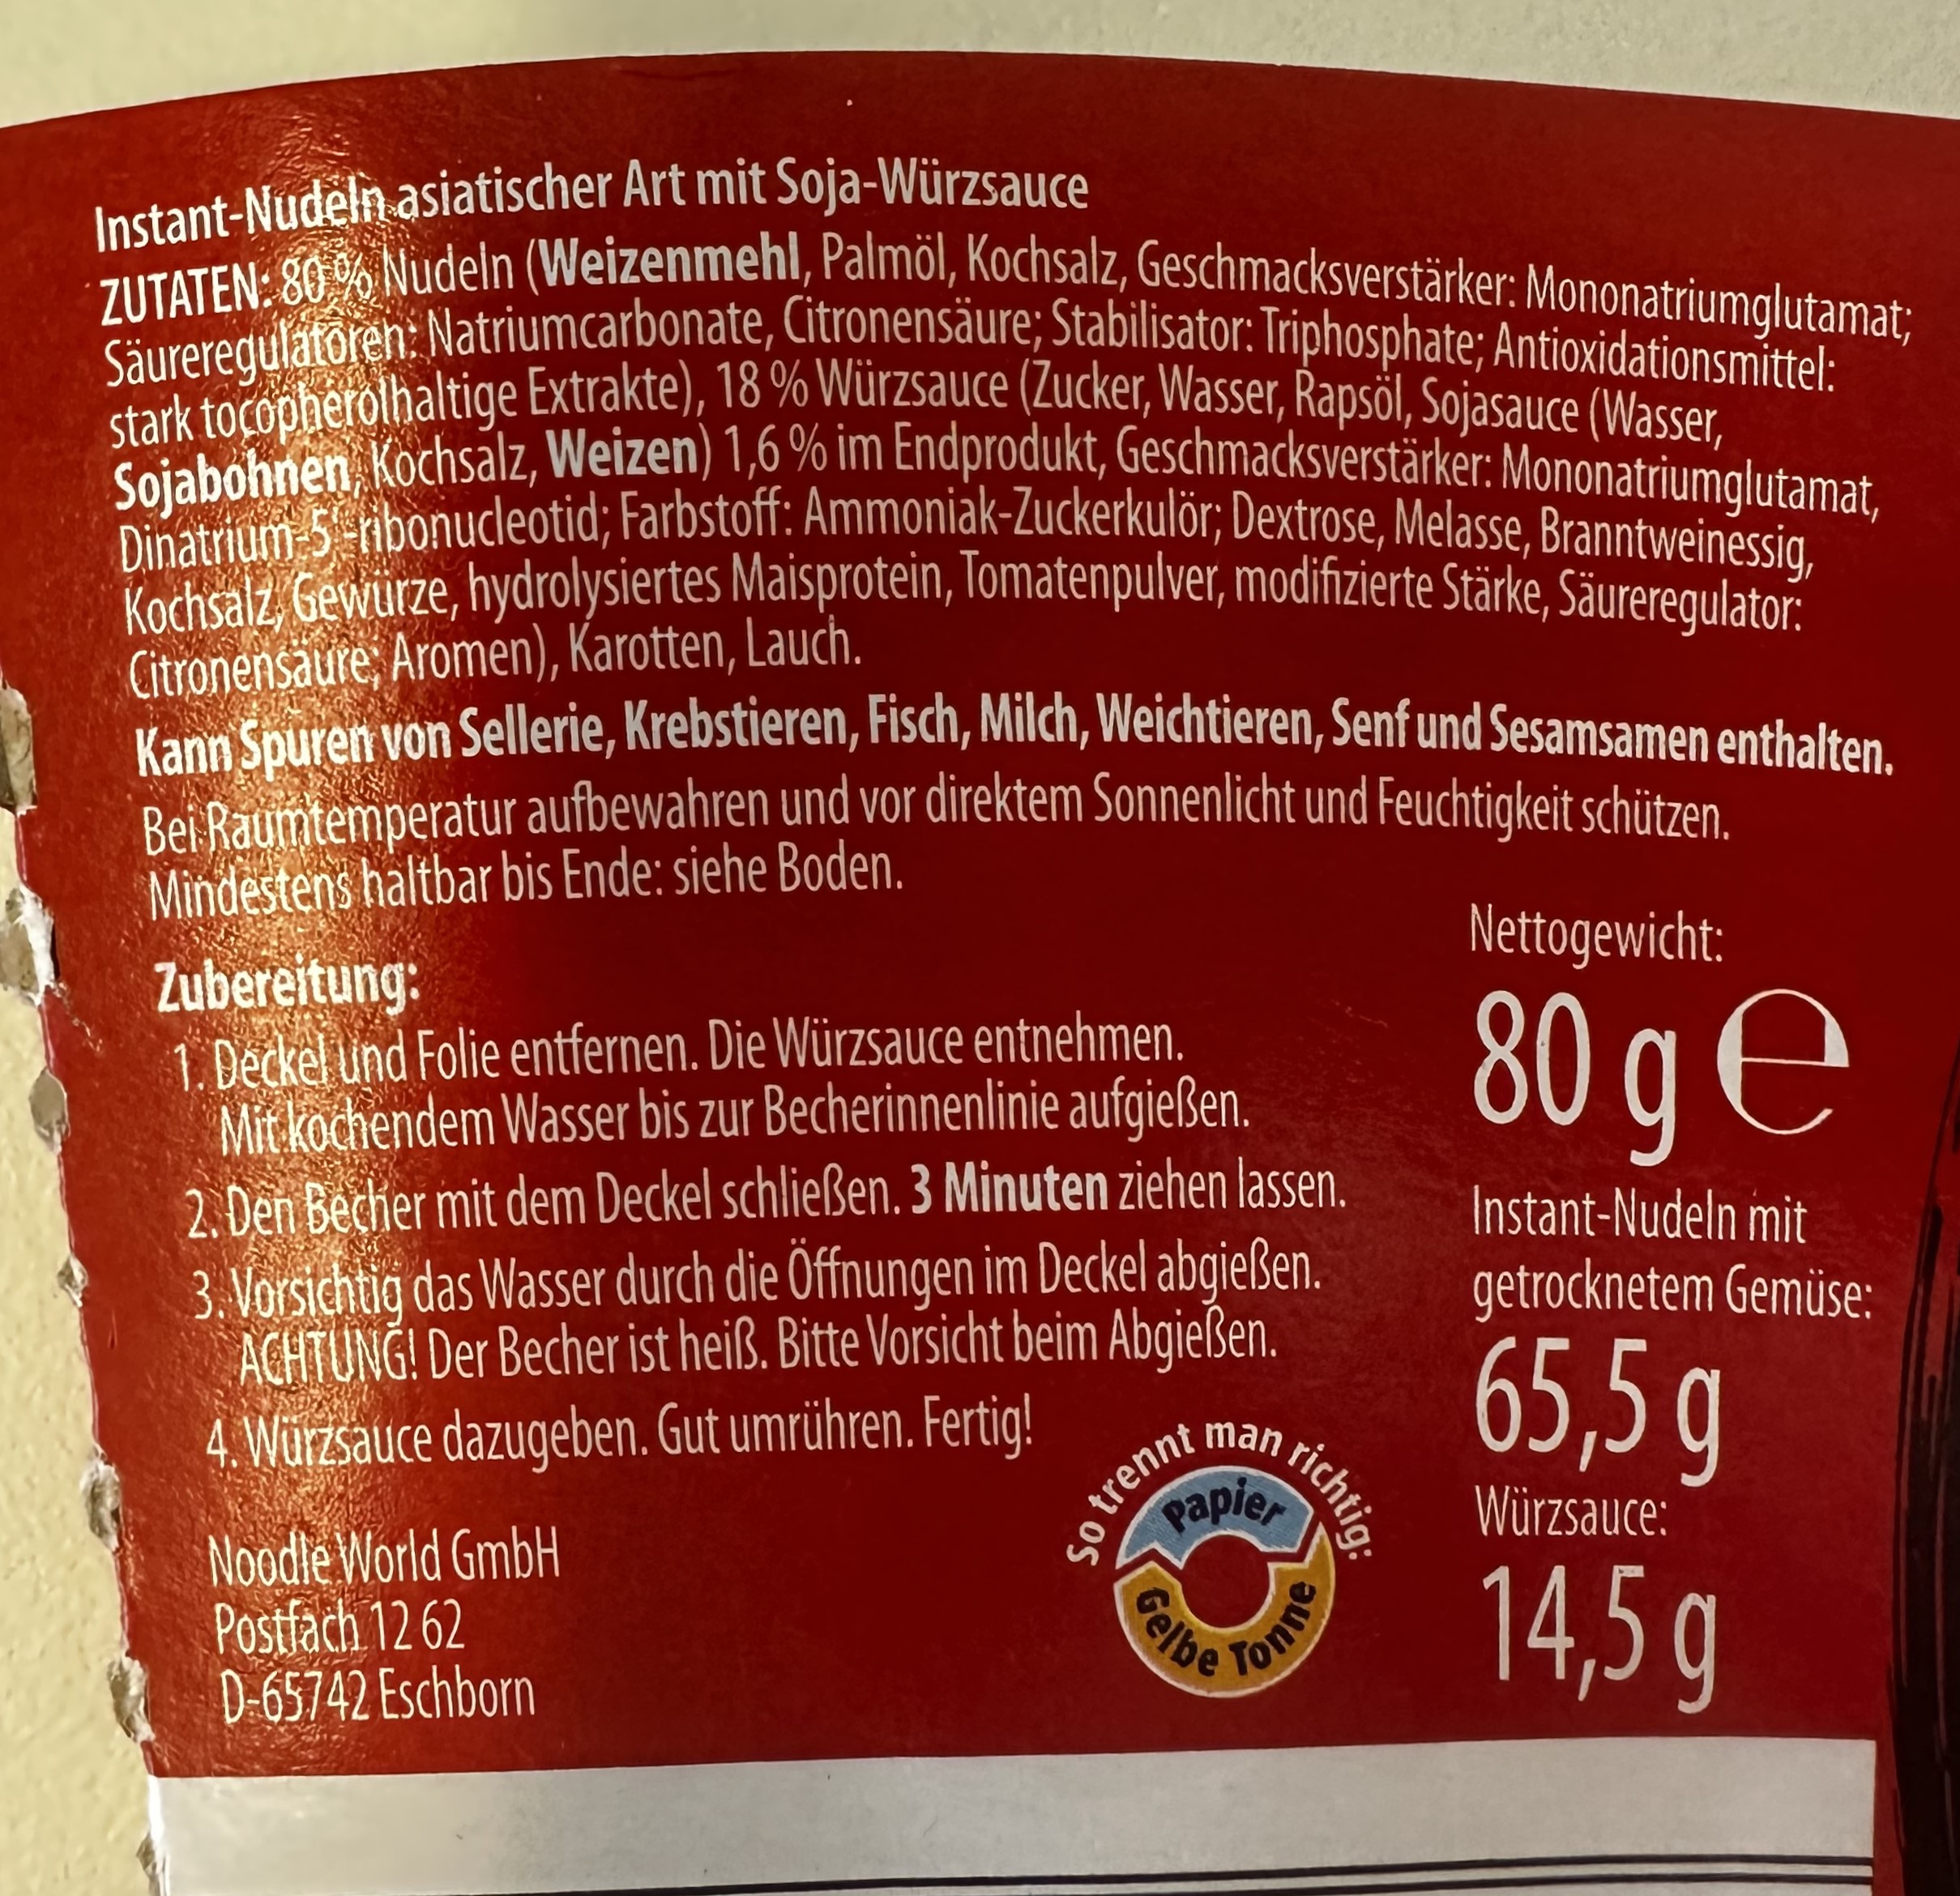 Instant-Nudeln asiatischer Art mit Soja-Würzsauce
ZUTATEN: 80 % Nudeln (Weizenmehl, Palmöl, Kochsalz, Geschmacksverstärker: Mononatriumglutamat;
Säureregulatoren: Natriumcarbonate, Citronensäure; Stabilisator: Triphosphate; Antioxidationsmittel:
stark tocopherolhaltige Extrakte), 18 % Würzsauce (Zucker, Wasser, Rapsöl, Sojasauce (Wasser,
Sojabohnen, Kochsalz, Weizen) 1,6 % im Endprodukt, Geschmacksverstärker: Mononatriumglutamat,
Dinatrium-5'-ribonucleotid; Farbstoff: Ammoniak-Zuckerkulör; Dextrose, Melasse, Branntweinessig,
Kochsalz, Gewürze, hydrolysiertes Maisprotein, Tomatenpulver, modifizierte Stärke, Säureregulator:
Citronensäure; Aromen), Karotten, Lauch.
Kann Spuren von Sellerie, Krebstieren, Fisch, Milch, Weichtieren, Senf und Sesamsamen enthalten.
Bei Raumtemperatur aufbewahren und vor direktem Sonnenlicht und Feuchtigkeit schützen.
Mindestens haltbar bis Ende: siehe Boden.
Zubereitung:
1. Deckel und Folie entfernen. Die Würzsauce entnehmen.
Mit kochendem Wasser bis zur Becherinnenlinie aufgießen.
2. Den Becher mit dem Deckel schließen. 3 Minuten ziehen lassen.
3. Vorsichtig das Wasser durch die Öffnungen im Deckel abgießen.
ACHTUNG! Der Becher ist heiß. Bitte Vorsicht beim Abgießen.
4. Würzsauce dazugeben. Gut umrühren. Fertig!
Noodle World GmbH
Postfach 12 62
D-65742 Eschborn
So trennt man richtig:
Papier
Gelbe Tonne
Nettogewicht:
80 g e
Instant-Nudeln mit
getrocknetem Gemüse:
65,5 g
Würzsauce:
14,5 g